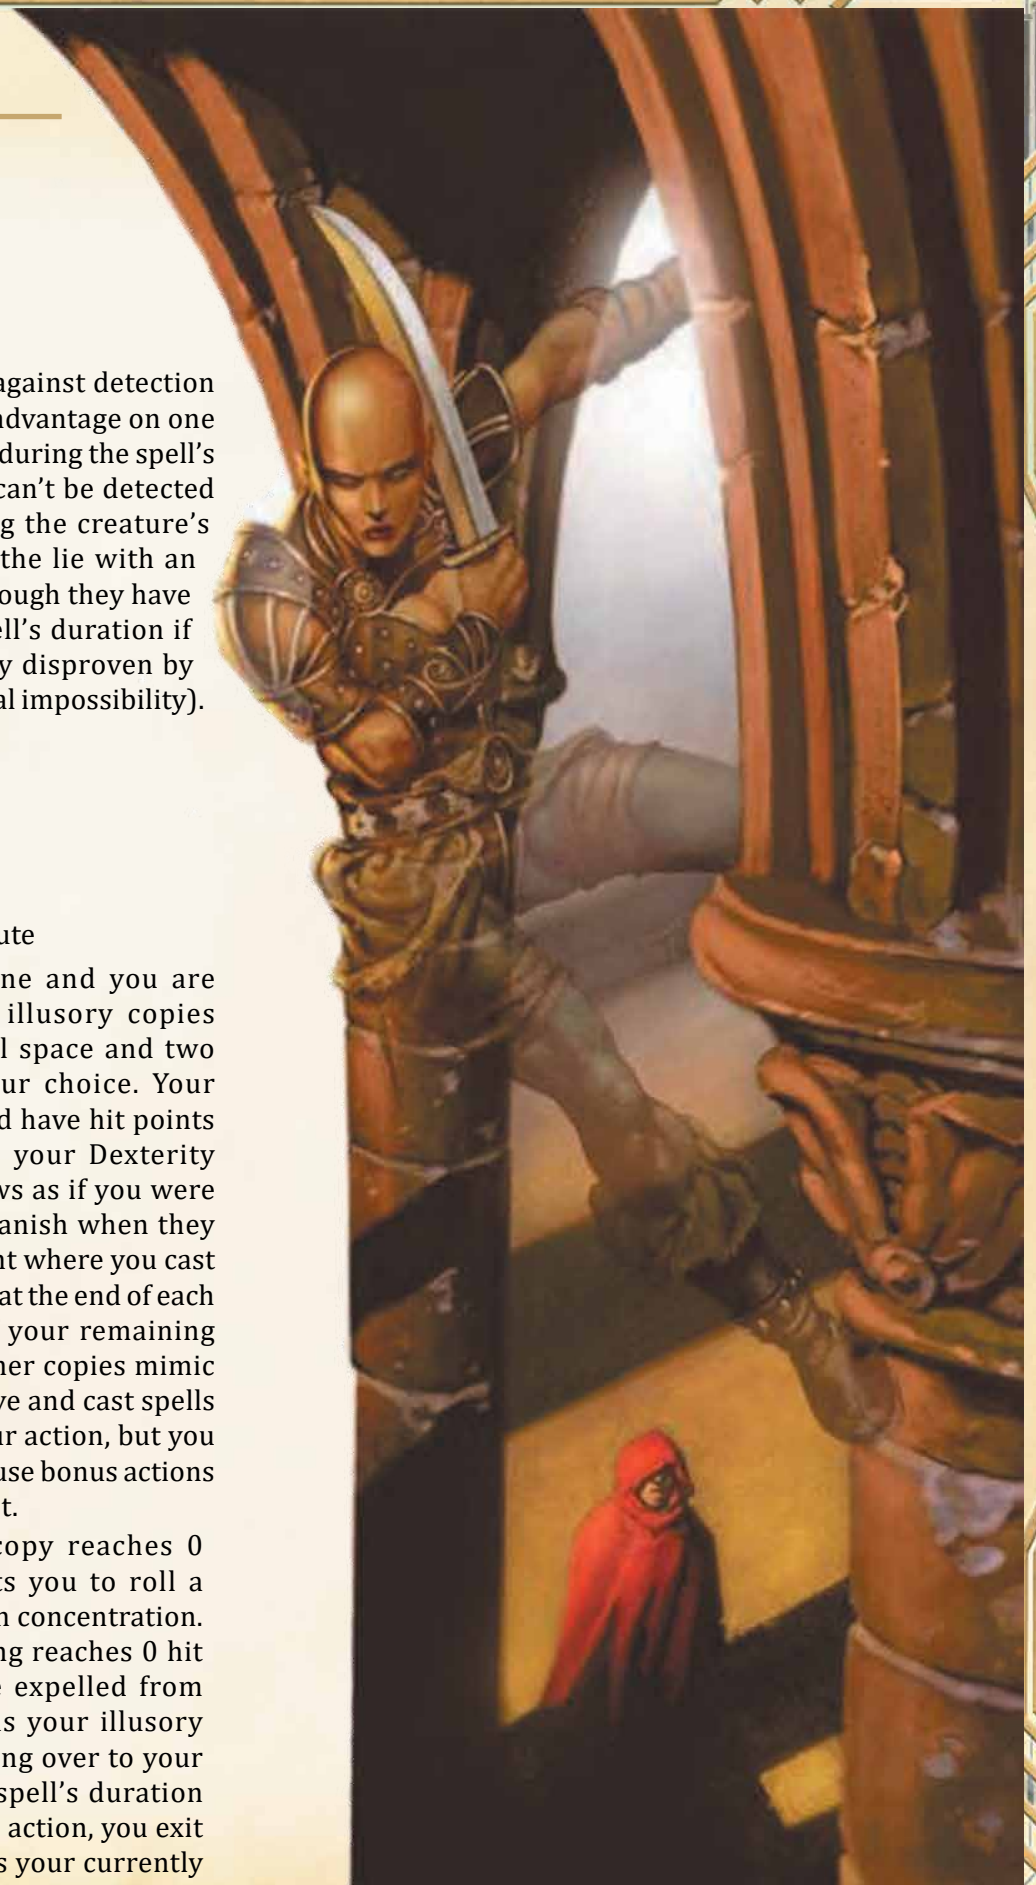 against detection
advantage on one
during the spell's
can't be detected
g the creature's
the lie with an
ough they have
ell's duration if
y disproven by
al impossibility).
ute
ne and you are
illusory copies
l space and two
ur choice. Your
d have hit points
your Dexterity
ws as if you were
anish when they
nt where you cast
at the end of each
your remaining
her copies mimic
ve and cast spells
ur action, but you
use bonus actions
t.
copy reaches 0
ts you to roll a
n concentration.
ng reaches 0 hit
e expelled from
is your illusory
ng over to your
spell's duration
action, you exit
s your currently